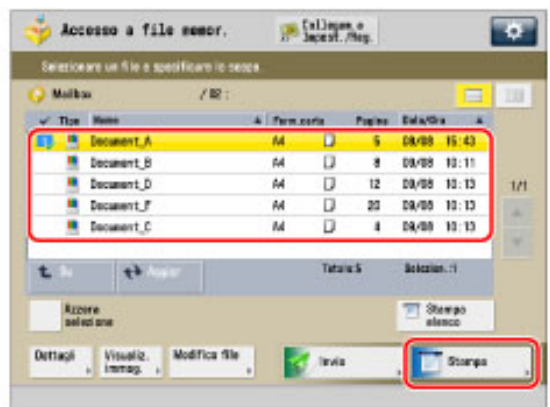 Accesso a file memor.
Collegam. a
Impost./Reg.
Selezionare un file e specificare lo scopo.
Mailbox / 02 :
Tipo Nome Form.carta Pagine Data/Ora
1 Document_A A4 5 09/08 15:43
Document_B A4 8 09/08 10:11
Document_D A4 12 09/08 10:13
Document_F A4 20 09/08 10:13
Document_C A4 4 09/08 10:13
1/1
Su Aggior Totale:5 Selezion.:1
Azzera
selezione
Stampa
elenco
Dettagli
Visualiz.
immag.
Modifica file
Invia
Stampa